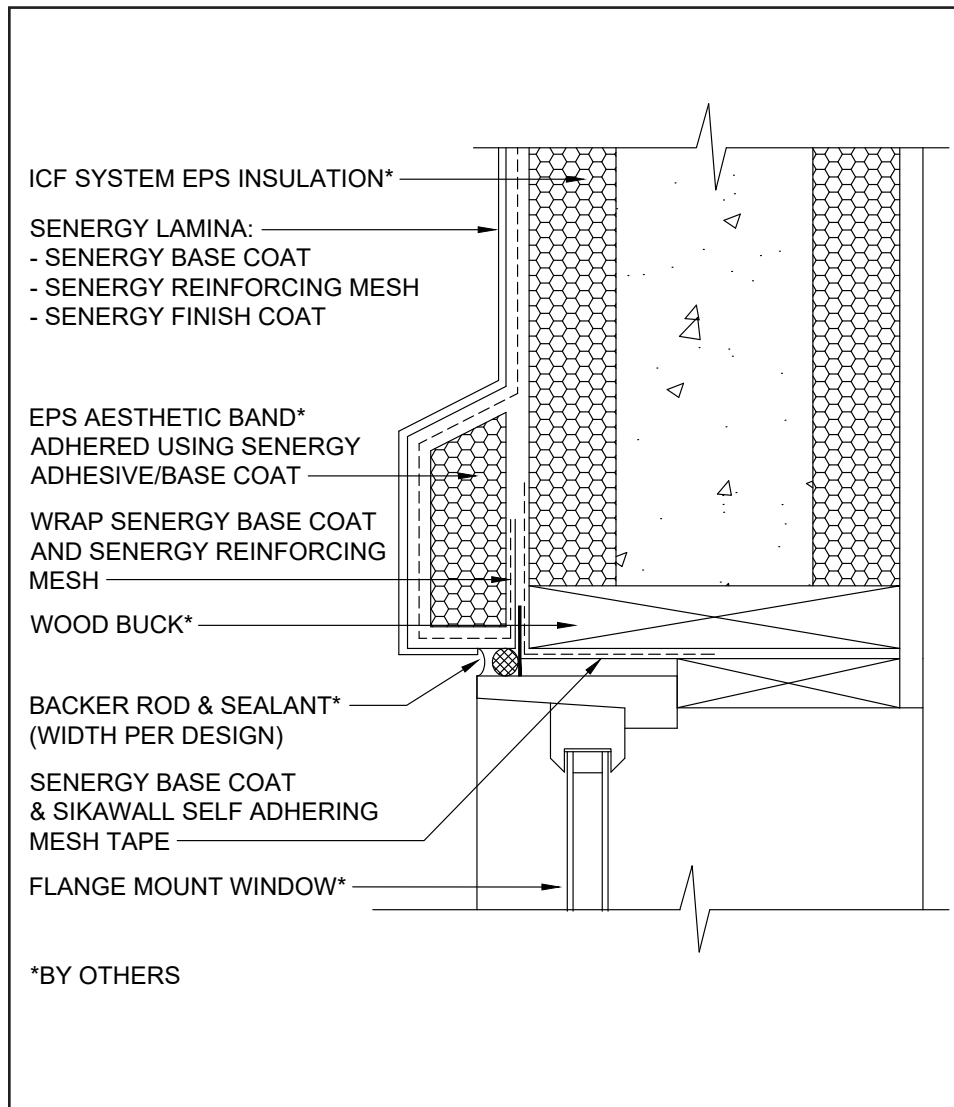 ICF SYSTEM EPS INSULATION*
SENERGY LAMINA:
- SENERGY BASE COAT
- SENERGY REINFORCING MESH
- SENERGY FINISH COAT
EPS AESTHETIC BAND*
ADHERED USING SENERGY
ADHESIVE/BASE COAT
WRAP SENERGY BASE COAT
AND SENERGY REINFORCING
MESH
WOOD BUCK*
BACKER ROD & SEALANT*
(WIDTH PER DESIGN)
SENERGY BASE COAT
& SIKAWALL SELF ADHERING
MESH TAPE
FLANGE MOUNT WINDOW*
*BY OTHERS